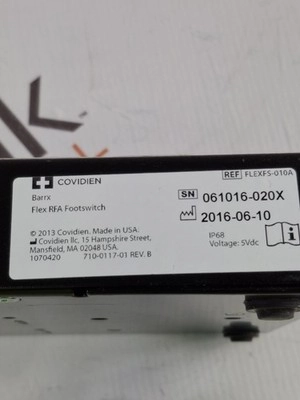 COVIDIEN
REF FLEXFS-010A
Barrx
Flex RFA Footswitch
SN 061016-020X
2016-06-10
© 2013 Covidien. Made in USA.
Covidien llc, 15 Hampshire Street,
Mansfield, MA 02048 USA.
1070420 710-0117-01 REV. B
IP68
Voltage: 5Vdc